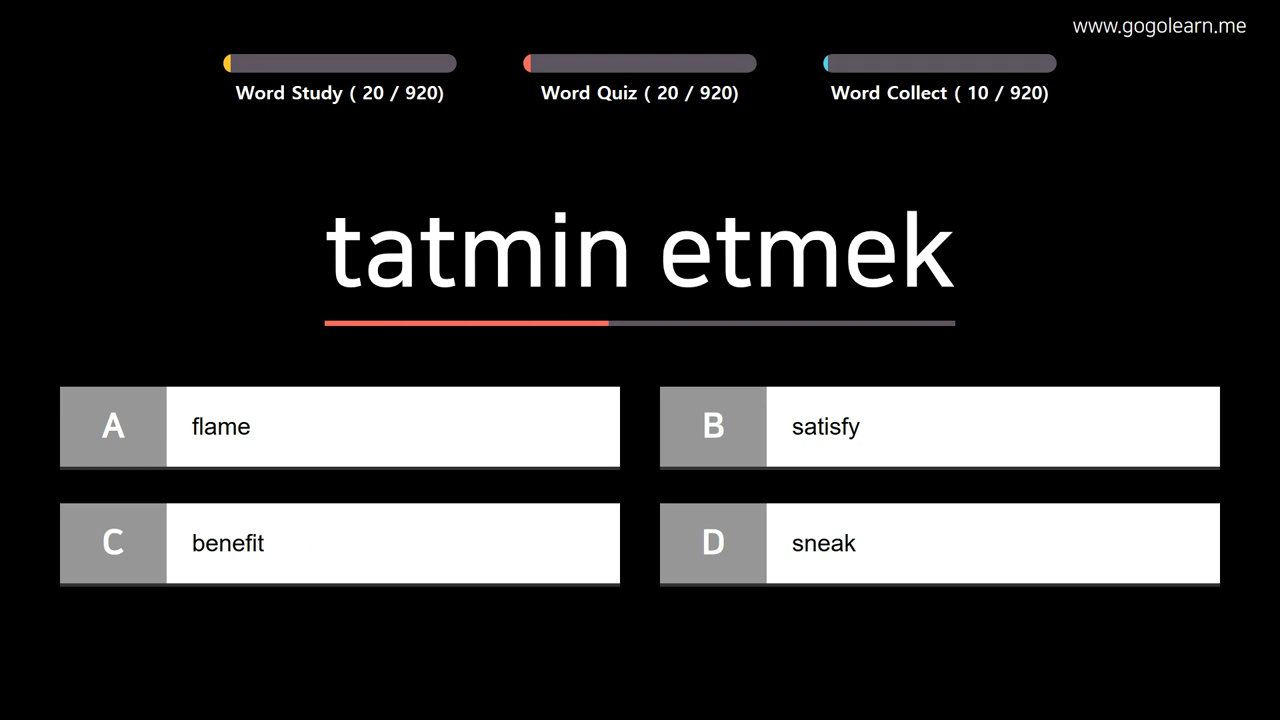 www.gogolearn.me
Word Study ( 20 / 920)
Word Quiz ( 20 / 920)
Word Collect ( 10 / 920)
tatmin etmek
A flame
B satisfy
C benefit
D sneak